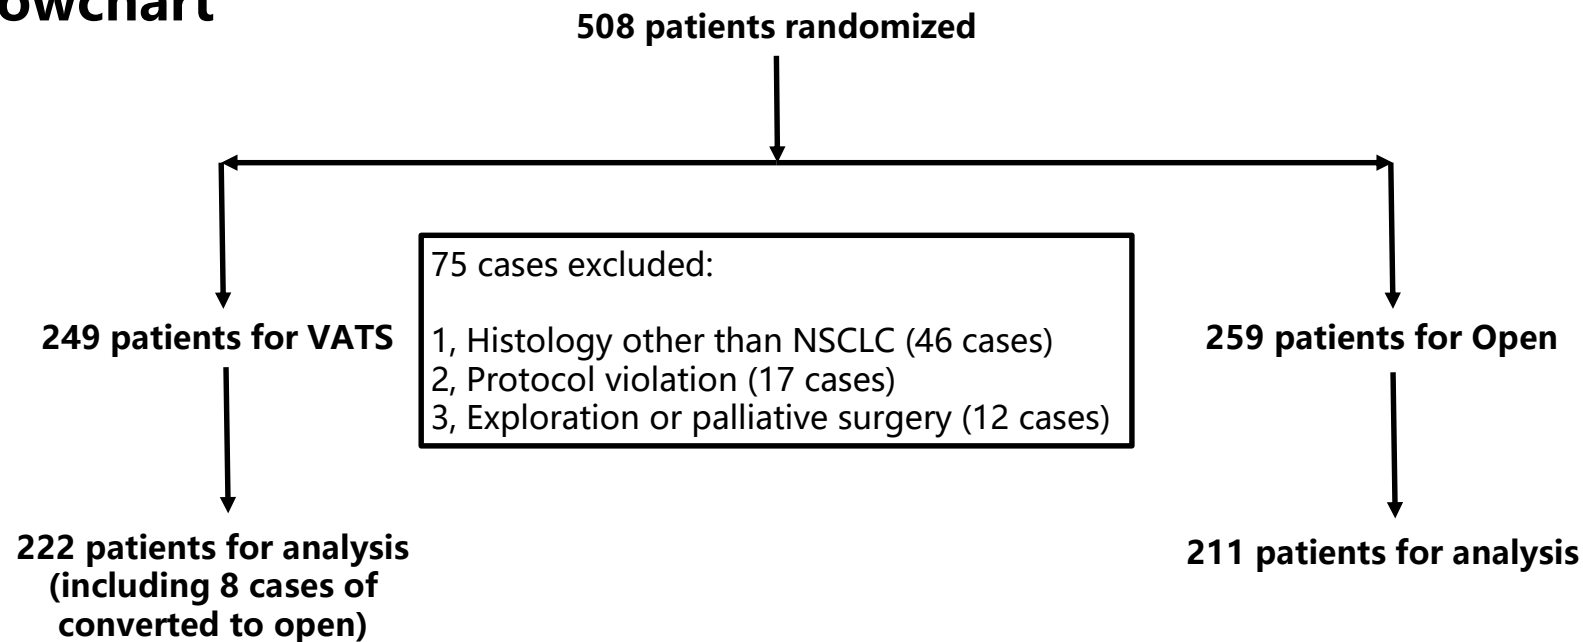 508 patients randomized
75 cases excluded:
249 patients for VATS
1, Histology other than NSCLC (46 cases)
2, Protocol violation (17 cases)
3, Exploration or palliative surgery (12 cases)
259 patients for Open
222 patients for analysis
(including 8 cases of
converted to open)
211 patients for analysis